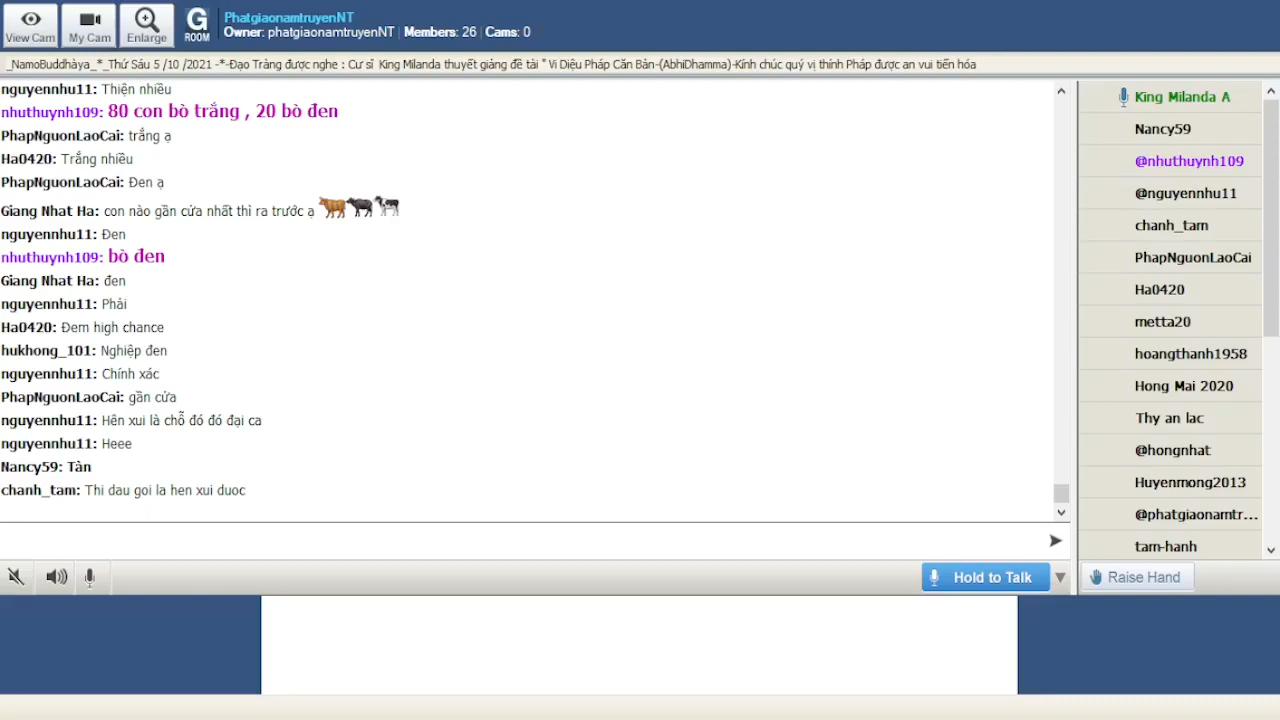 View Cam
My Cam
Enlarge
G
ROOM
PhatgiaonamtruyenNT
Owner: phatgiaonamtruyenNT | Members: 26 | Cams: 0
_NamoBuddhàya_*_Thứ Sáu 5 /10 /2021 -*-Đạo Tràng được nghe : Cư sĩ King Milanda thuyết giảng đề tài " Vi Diệu Pháp Căn Bản-(AbhiDhamma)-Kính chúc quý vị thính Pháp được an vui tiến hóa
nguyennhu11: Thiện nhiều
nhuthuynh109: 80 con bò trắng , 20 bò đen
PhapNguonLaoCai: trắng ạ
Ha0420: Trắng nhiều
PhapNguonLaoCai: Đen ạ
Giang Nhat Ha: con nào gần cửa nhất thì ra trước ạ
nguyennhu11: Đen
nhuthuynh109: bò đen
Giang Nhat Ha: đen
nguyennhu11: Phải
Ha0420: Đem high chance
hukhong_101: Nghiệp đen
nguyennhu11: Chính xác
PhapNguonLaoCai: gần cửa
nguyennhu11: Hên xui là chỗ đó đó đại ca
nguyennhu11: Heee
Nancy59: Tàn
chanh_tam: Thi dau goi la hen xui duoc
King Milanda A
Nancy59
@nhuthuynh109
@nguyennhu11
chanh_tam
PhapNguonLaoCai
Ha0420
metta20
hoangthanh1958
Hong Mai 2020
Thy an lac
@hongnhat
Huyenmong2013
@phatgiaonamtr...
tam-hanh
Hold to Talk
Raise Hand